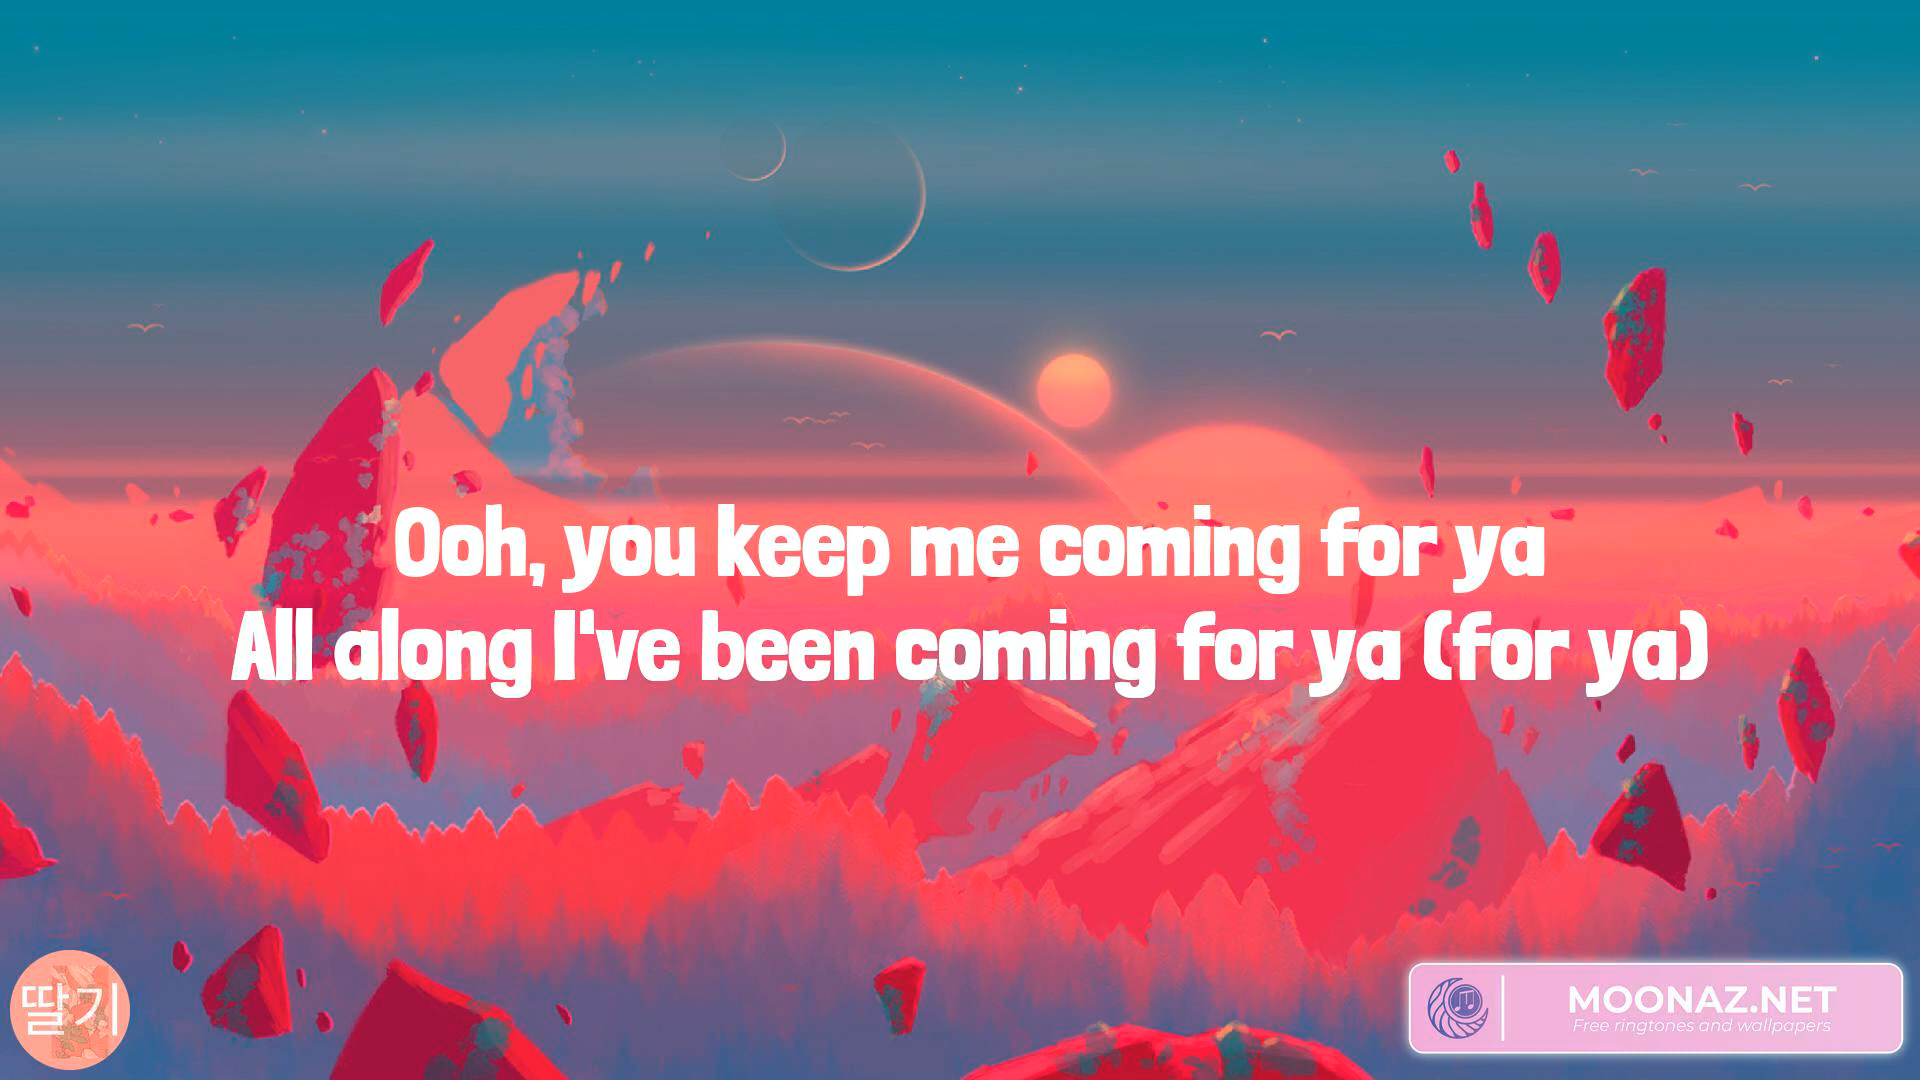 Ooh, you keep me coming for ya
All along I've been coming for ya (for ya)
딸기
MOONAZ.NET
Free ringtones and wallpapers